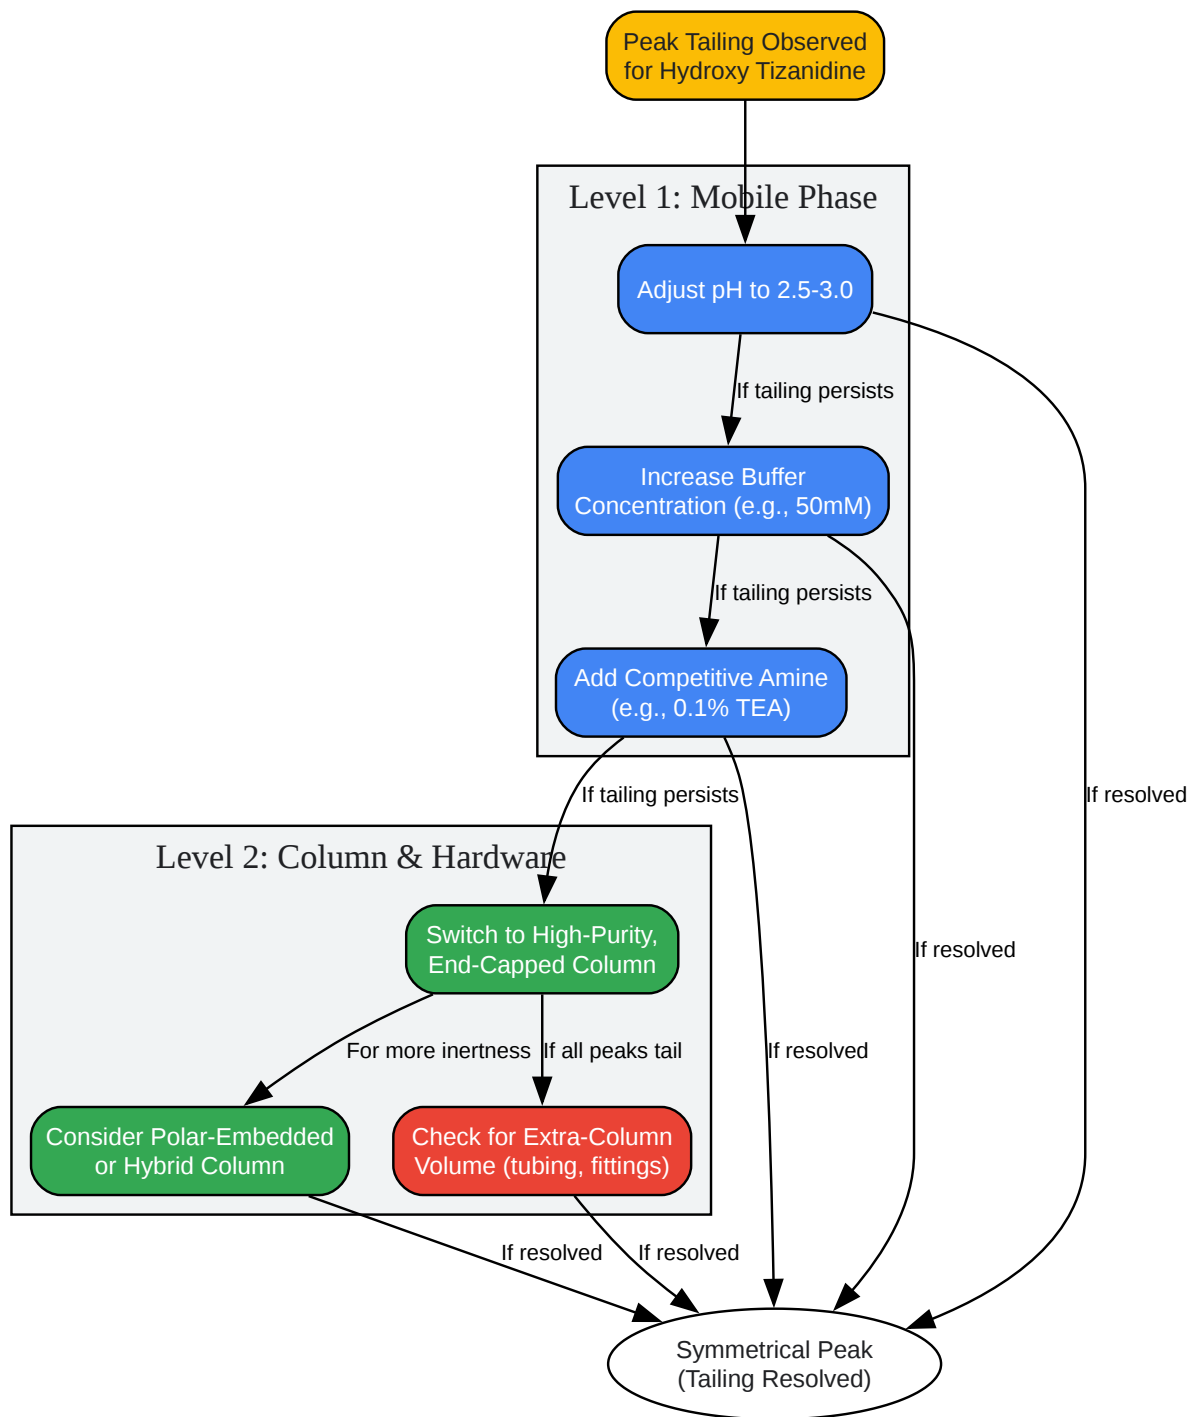 Peak Tailing Observed
for Hydroxy Tizanidine
Level 1: Mobile Phase
Adjust pH to 2.5-3.0
If tailing persists
Increase Buffer
Concentration (e.g., 50mM)
If tailing persists
Add Competitive Amine
(e.g., 0.1% TEA)
If tailing persists
If resolved
Level 2: Column & Hardware
Switch to High-Purity,
End-Capped Column
If resolved
For more inertness
If all peaks tail
If resolved
Consider Polar-Embedded
or Hybrid Column
Check for Extra-Column
Volume (tubing, fittings)
If resolved
If resolved
Symmetrical Peak
(Tailing Resolved)